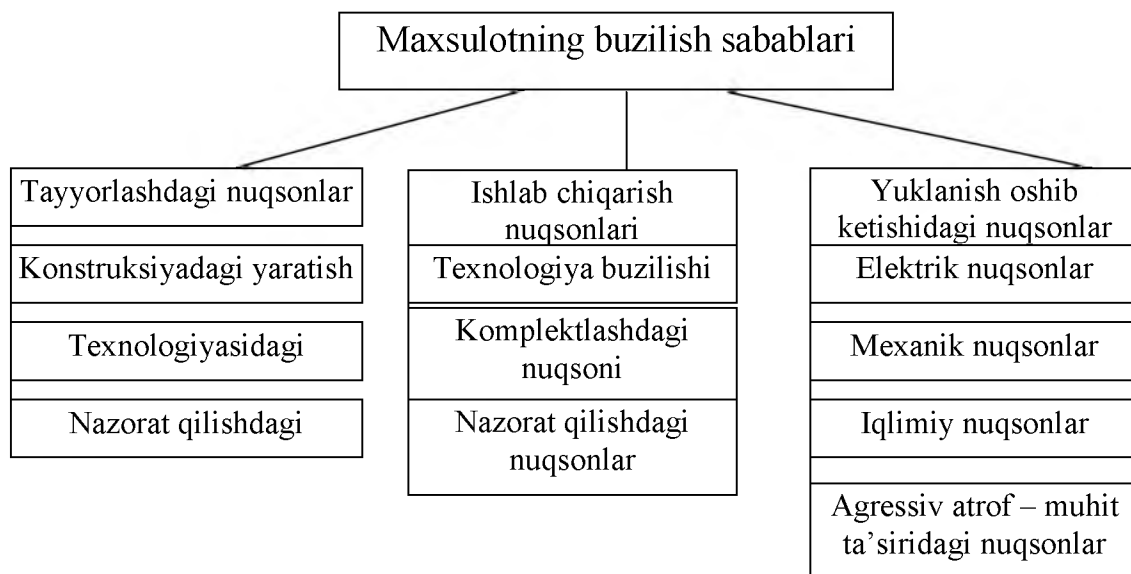 Maxsulotning buzilish sabablari
Tayyorlashdagi nuqsonlar
Konstruksiyadagi yaratish
Texnologiyasidagi
Nazorat qilishdagi
Ishlab chiqarish
nuqsonlari
Texnologiya buzilishi
Komplektlashdagi
nuqsoni
Nazorat qilishdagi
nuqsonlar
Yuklanish oshib
ketishidagi nuqsonlar
Elektrik nuqsonlar
Mexanik nuqsonlar
Iqlimiy nuqsonlar
Agressiv atrof – muhit
ta’siridagi nuqsonlar